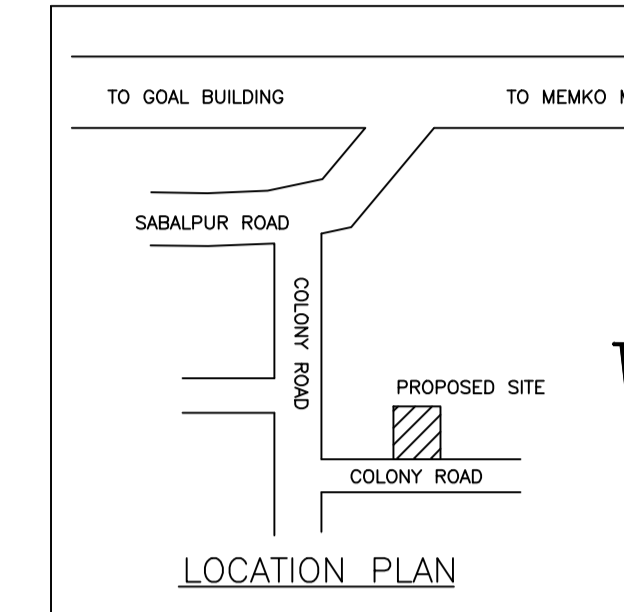 TO GOAL BUILDING
TO MEMKO
SABALPUR ROAD
COLONY ROAD
PROPOSED SITE
COLONY ROAD
LOCATION PLAN